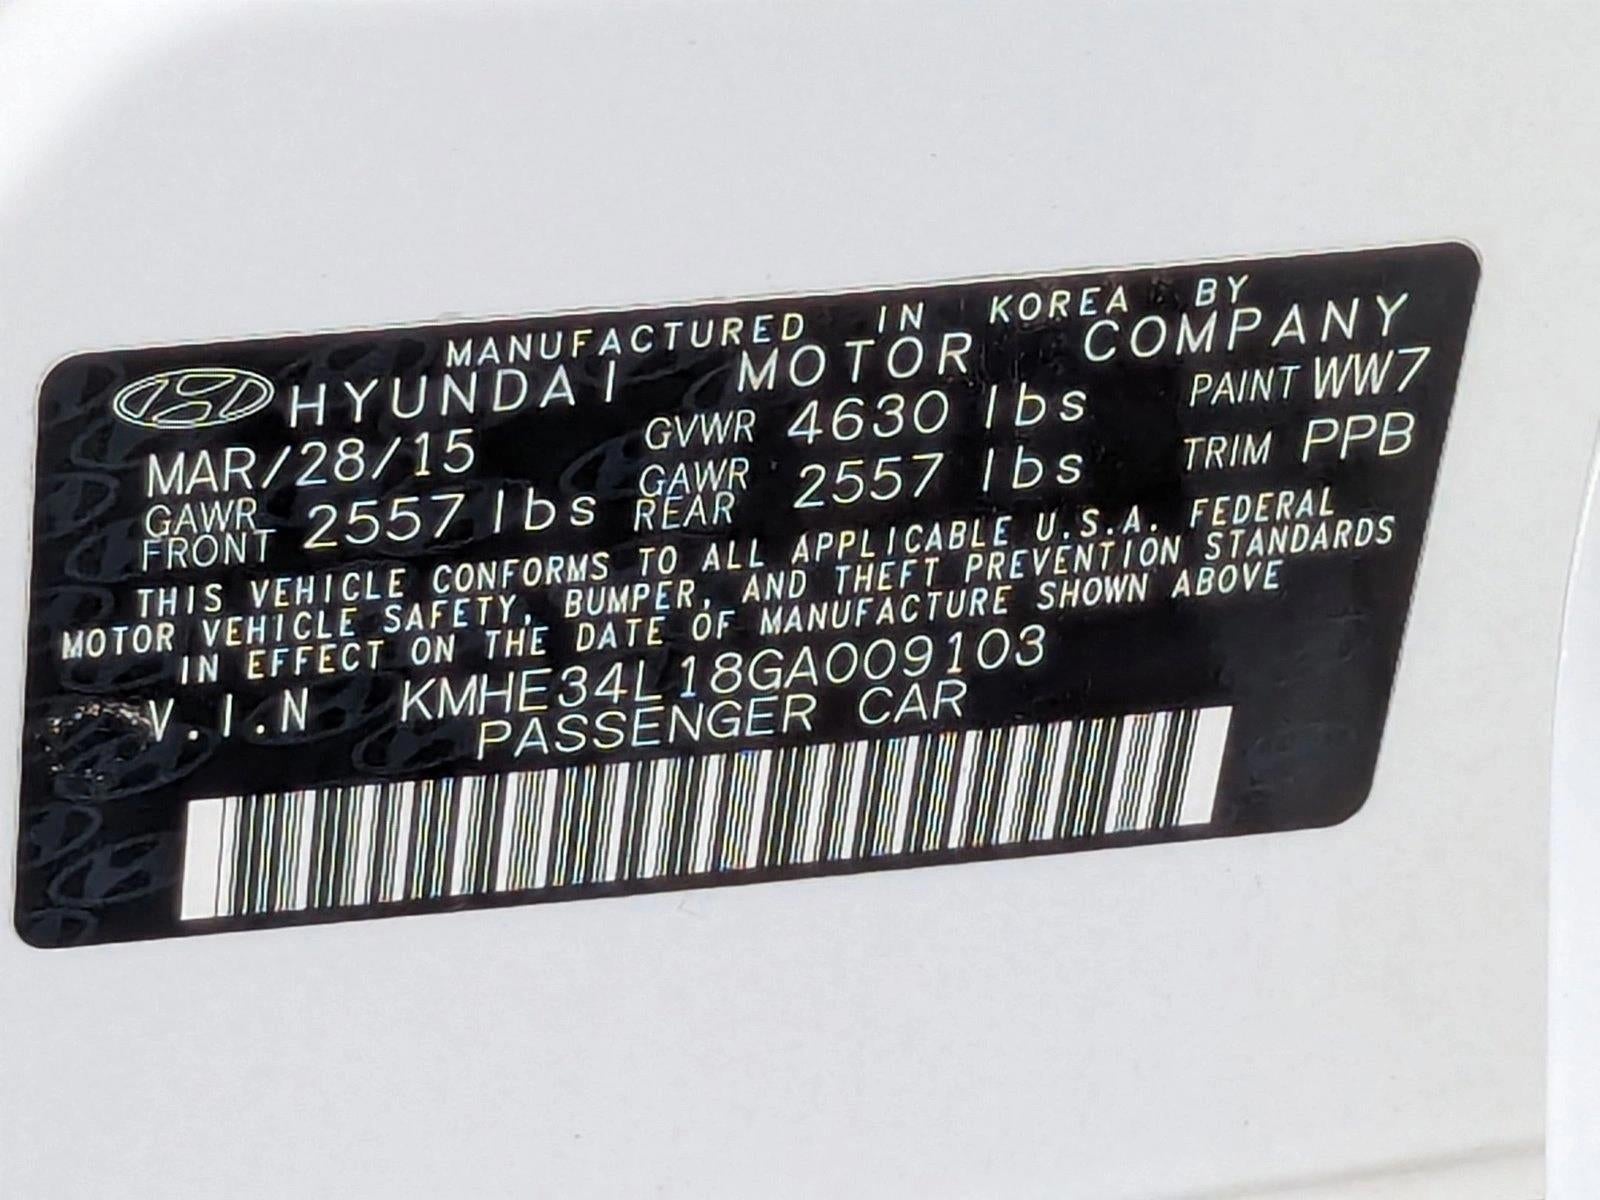 MANUFACTURED IN KOREA BY
HYUNDAI MOTOR COMPANY
MAR/28/15 GVWR 4630 lbs PAINT WW7
GAWR FRONT 2557 lbs GAWR REAR 2557 lbs TRIM PPB
THIS VEHICLE CONFORMS TO ALL APPLICABLE U.S.A. FEDERAL
MOTOR VEHICLE SAFETY, BUMPER, AND THEFT PREVENTION STANDARDS
IN EFFECT ON THE DATE OF MANUFACTURE SHOWN ABOVE
V.I.N KMHE34L18GA009103
PASSENGER CAR